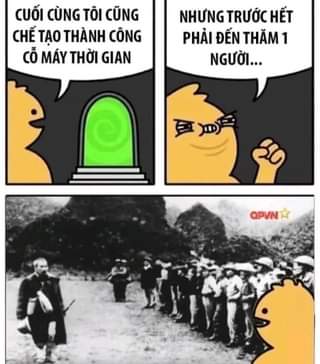 CUỐI CÙNG TÔI CŨNG
CHẾ TẠO THÀNH CÔNG
CỖ MÁY THỜI GIAN
NHƯNG TRƯỚC HẾT
PHẢI ĐẾN THĂM 1
NGƯỜI...
QPVN